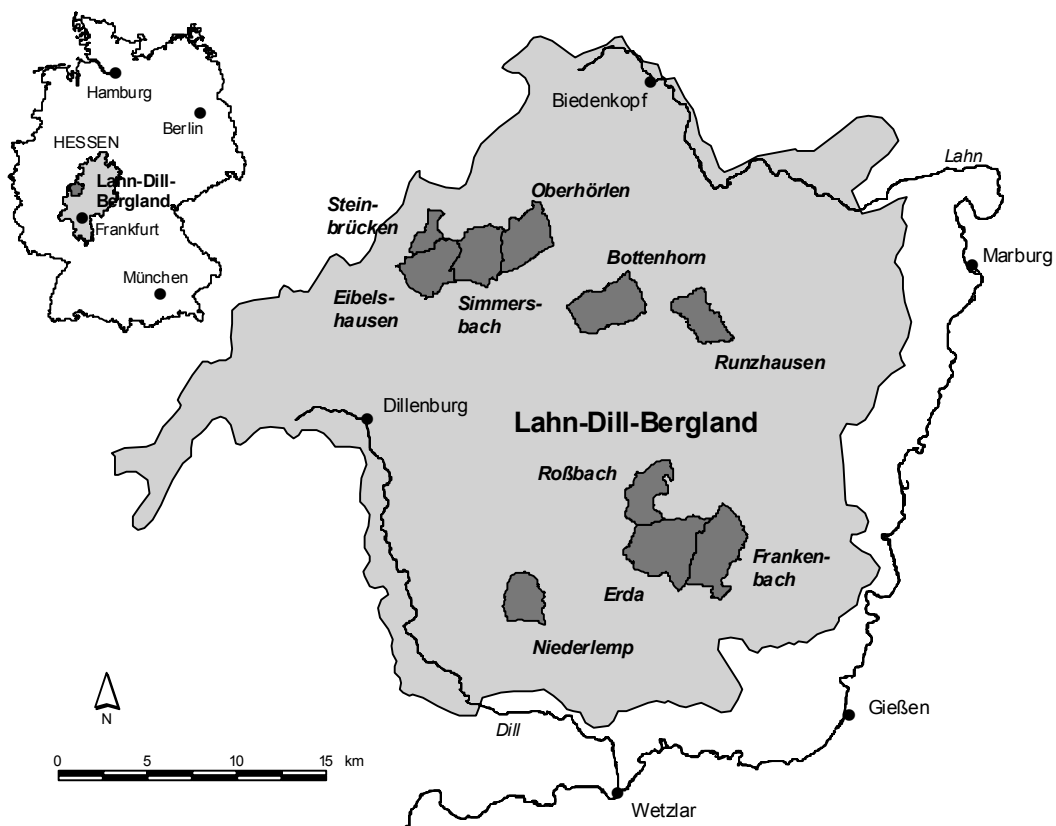 Hamburg
Berlin
HESSEN
Lahn-Dill-
Bergland
Frankfurt
München
Biedenkopf
Lahn
Marburg
Oberhörlen
Stein-
brücken
Bottenhorn
Eibels-
hausen
Simmers-
bach
Runzhausen
Dillenburg
Lahn-Dill-Bergland
Roßbach
Franken-
bach
Erda
Niederlemp
N
Dill
Gießen
0 5 10 15 km
Wetzlar